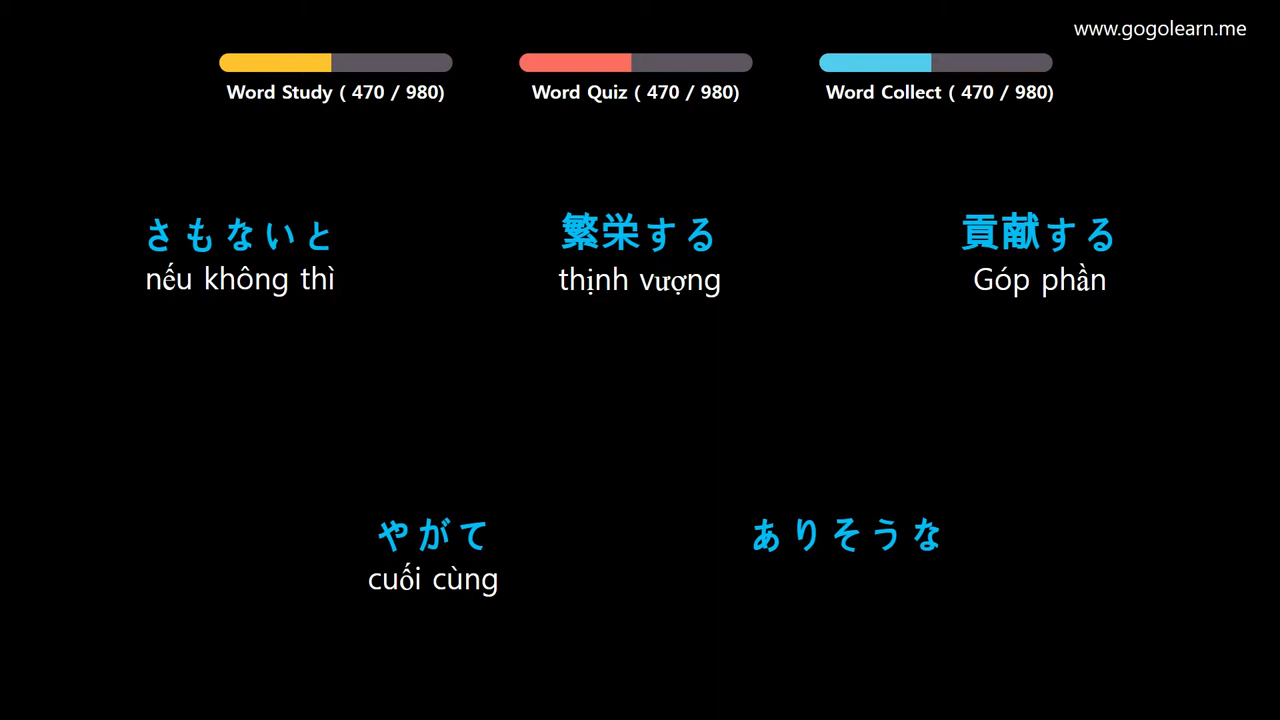 www.gogolearn.me
Word Study ( 470 / 980)
Word Quiz ( 470 / 980)
Word Collect ( 470 / 980)
さもないと
nếu không thì
繁栄する
thịnh vượng
貢献する
Góp phần
やがて
cuối cùng
ありそうな